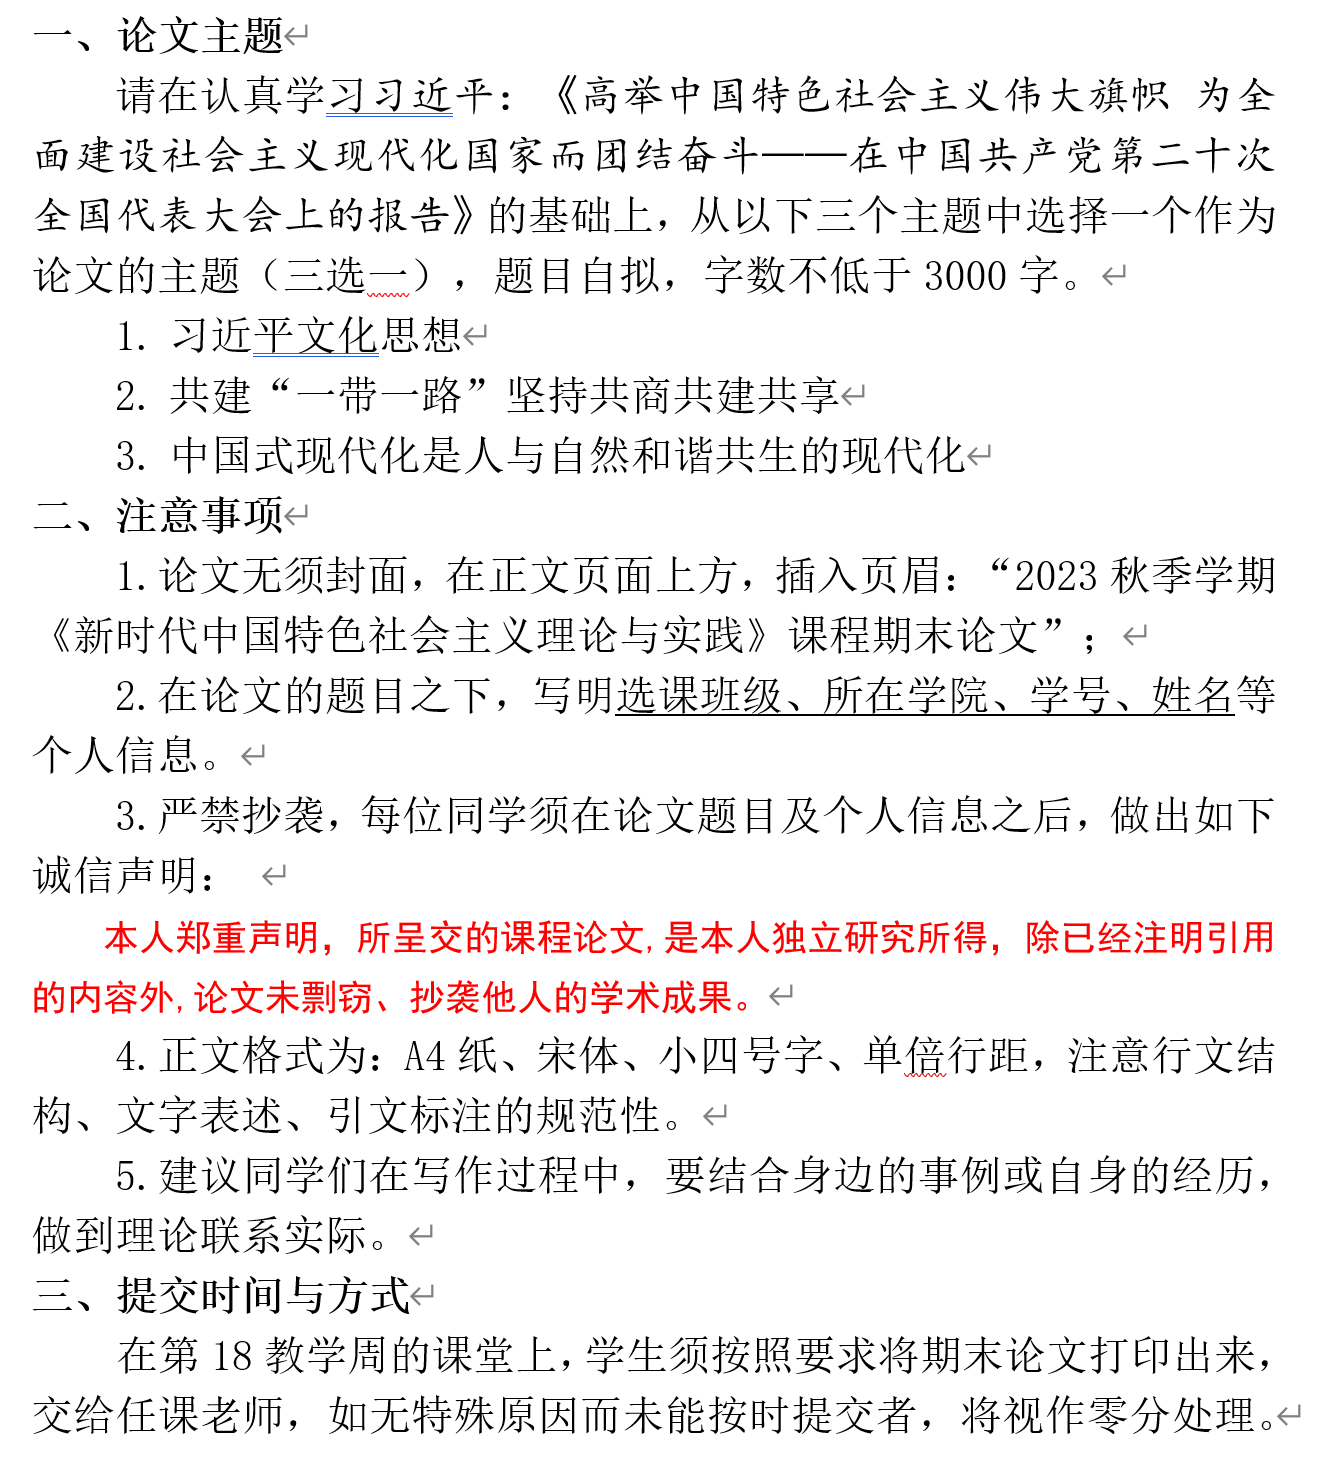 一、论文主题
请在认真学习习近平：《高举中国特色社会主义伟大旗帜 为全
面建设社会主义现代化国家而团结奋斗——在中国共产党第二十次
全国代表大会上的报告》的基础上，从以下三个主题中选择一个作为
论文的主题（三选一），题目自拟，字数不低于 3000 字。
1. 习近平文化思想
2. 共建“一带一路”坚持共商共建共享
3. 中国式现代化是人与自然和谐共生的现代化
二、注意事项
1.论文无须封面，在正文页面上方，插入页眉：“2023 秋季学期
《新时代中国特色社会主义理论与实践》课程期末论文”；
2.在论文的题目之下，写明选课班级、所在学院、学号、姓名等
个人信息。
3.严禁抄袭，每位同学须在论文题目及个人信息之后，做出如下
诚信声明：
本人郑重声明，所呈交的课程论文,是本人独立研究所得，除已经注明引用
的内容外,论文未剽窃、抄袭他人的学术成果。
4.正文格式为：A4 纸、宋体、小四号字、单倍行距，注意行文结
构、文字表述、引文标注的规范性。
5.建议同学们在写作过程中，要结合身边的事例或自身的经历，
做到理论联系实际。
三、提交时间与方式
在第 18 教学周的课堂上，学生须按照要求将期末论文打印出来，
交给任课老师，如无特殊原因而未能按时提交者，将视作零分处理。